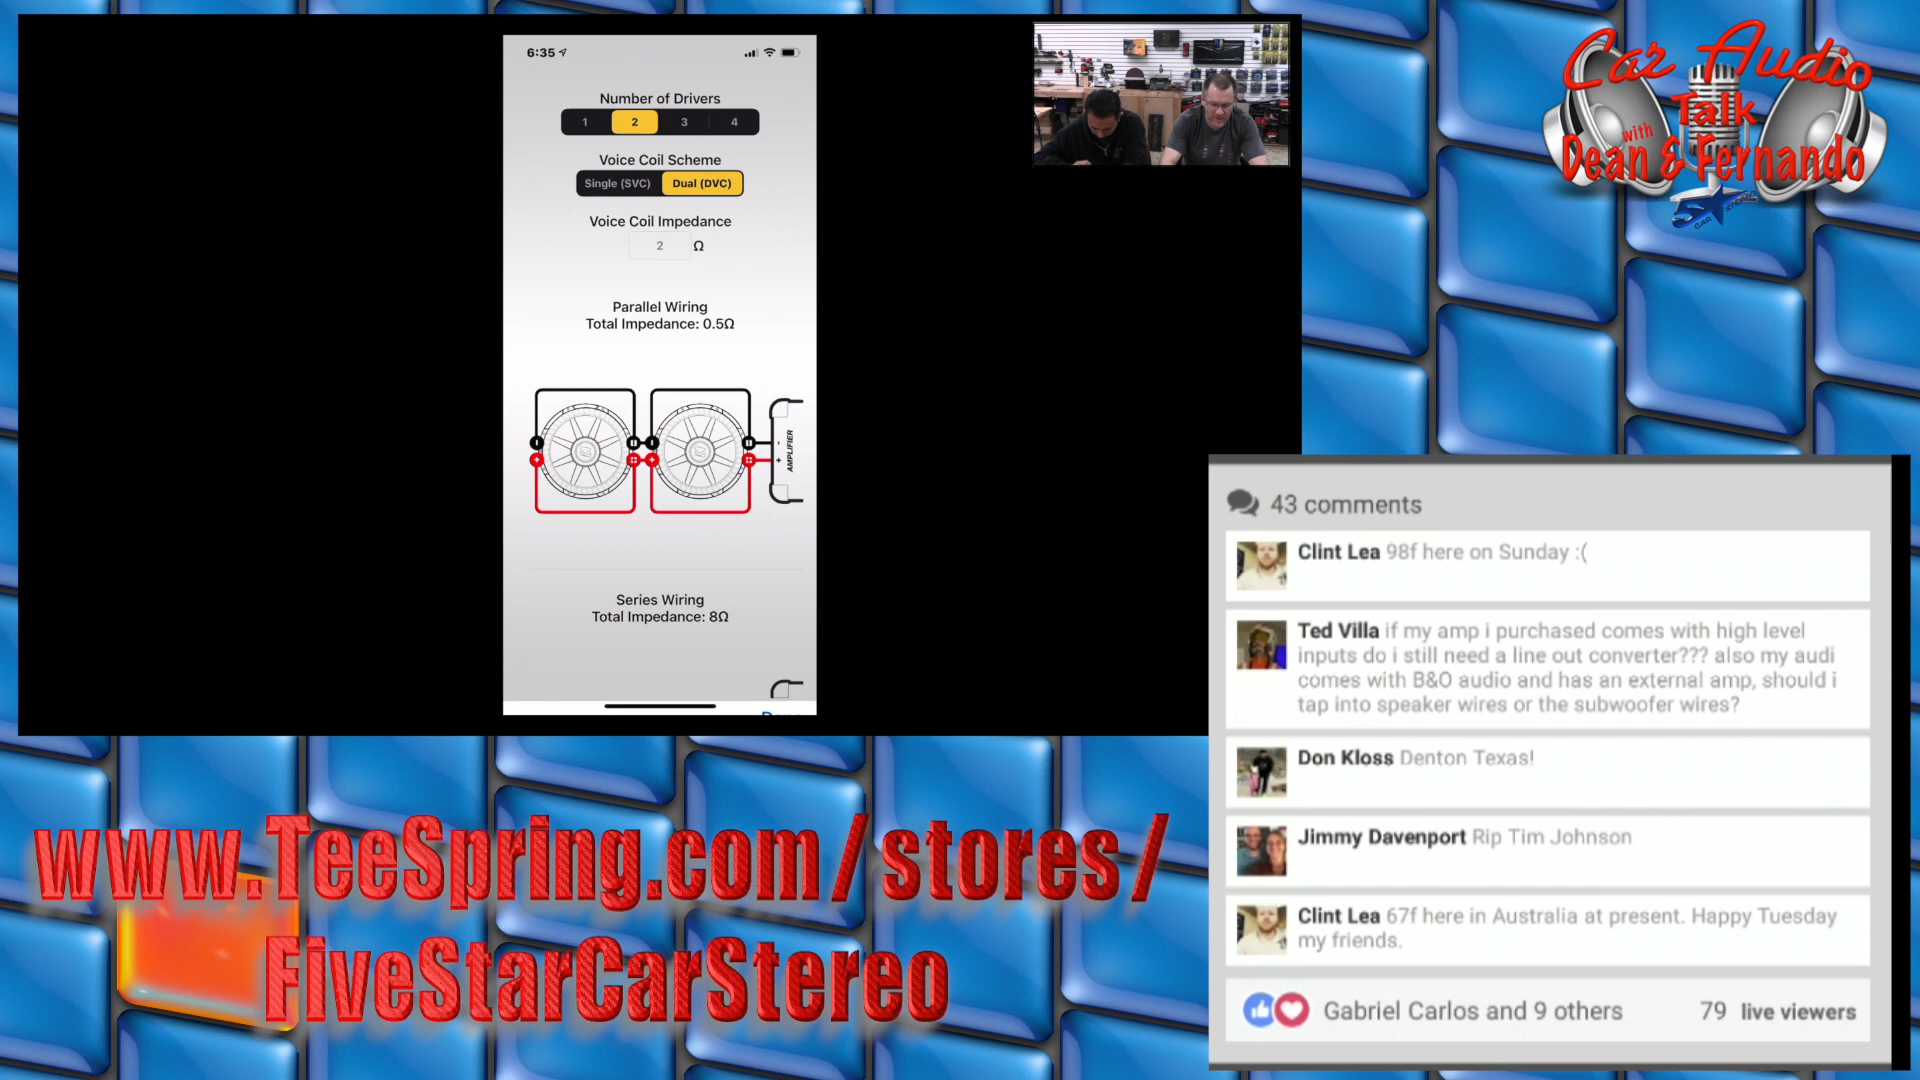 6:35
Number of Drivers
1 2 3 4
Voice Coil Scheme
Single (SVC) Dual (DVC)
Voice Coil Impedance
2 Ω
Parallel Wiring
Total Impedance: 0.5Ω
- AMPLIFIER +
Series Wiring
Total Impedance: 8Ω
Car Audio
Talk
with
Dean & Fernando
5 CAR STEREO
43 comments
Clint Lea 98f here on Sunday :(
Ted Villa if my amp i purchased comes with high level
inputs do i still need a line out converter??? also my audi
comes with B&O audio and has an external amp, should i
tap into speaker wires or the subwoofer wires?
Don Kloss Denton Texas!
Jimmy Davenport Rip Tim Johnson
Clint Lea 67f here in Australia at present. Happy Tuesday
my friends.
Gabriel Carlos and 9 others 79 live viewers
www.TeeSpring.com/stores/
FiveStarCarStereo